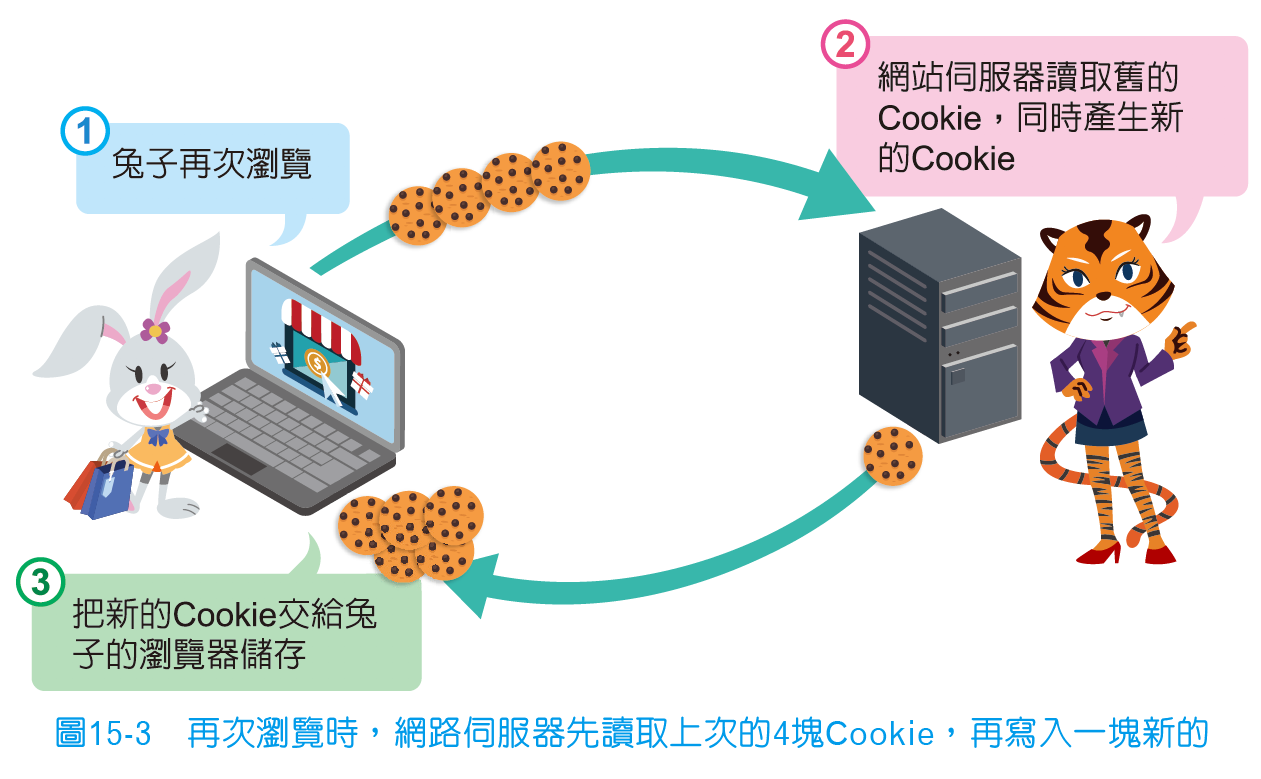 1
兔子再次瀏覽
2
網站伺服器讀取舊的
Cookie，同時產生新
的Cookie
3
把新的Cookie交給兔
子的瀏覽器儲存
圖15-3　再次瀏覽時，網路伺服器先讀取上次的4塊Cookie，再寫入一塊新的